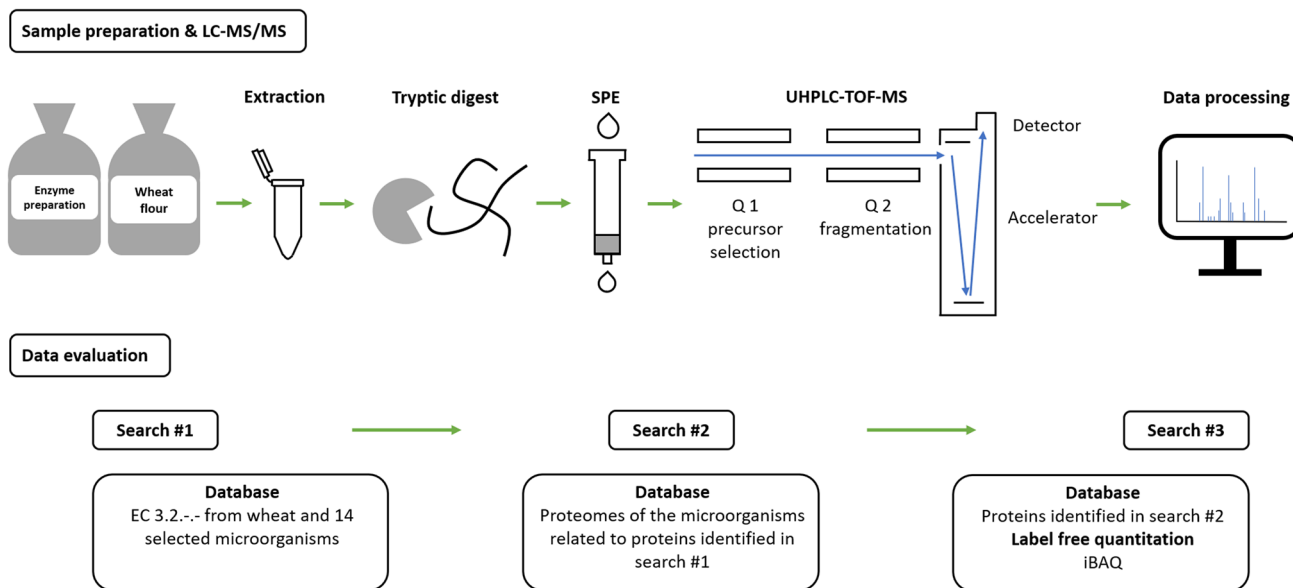 Sample preparation & LC-MS/MS
Extraction
Tryptic digest
SPE
UHPLC-TOF-MS
Data processing
Detector
Enzyme
preparation
Wheat
flour
Q 1
precursor
selection
Q 2
fragmentation
Accelerator
Data evaluation
Search #1
Search #2
Search #3
Database
EC 3.2.-.- from wheat and 14
selected microorganisms
Database
Proteomes of the microorganisms
related to proteins identified in
search #1
Database
Proteins identified in search #2
Label free quantitation
iBAQ